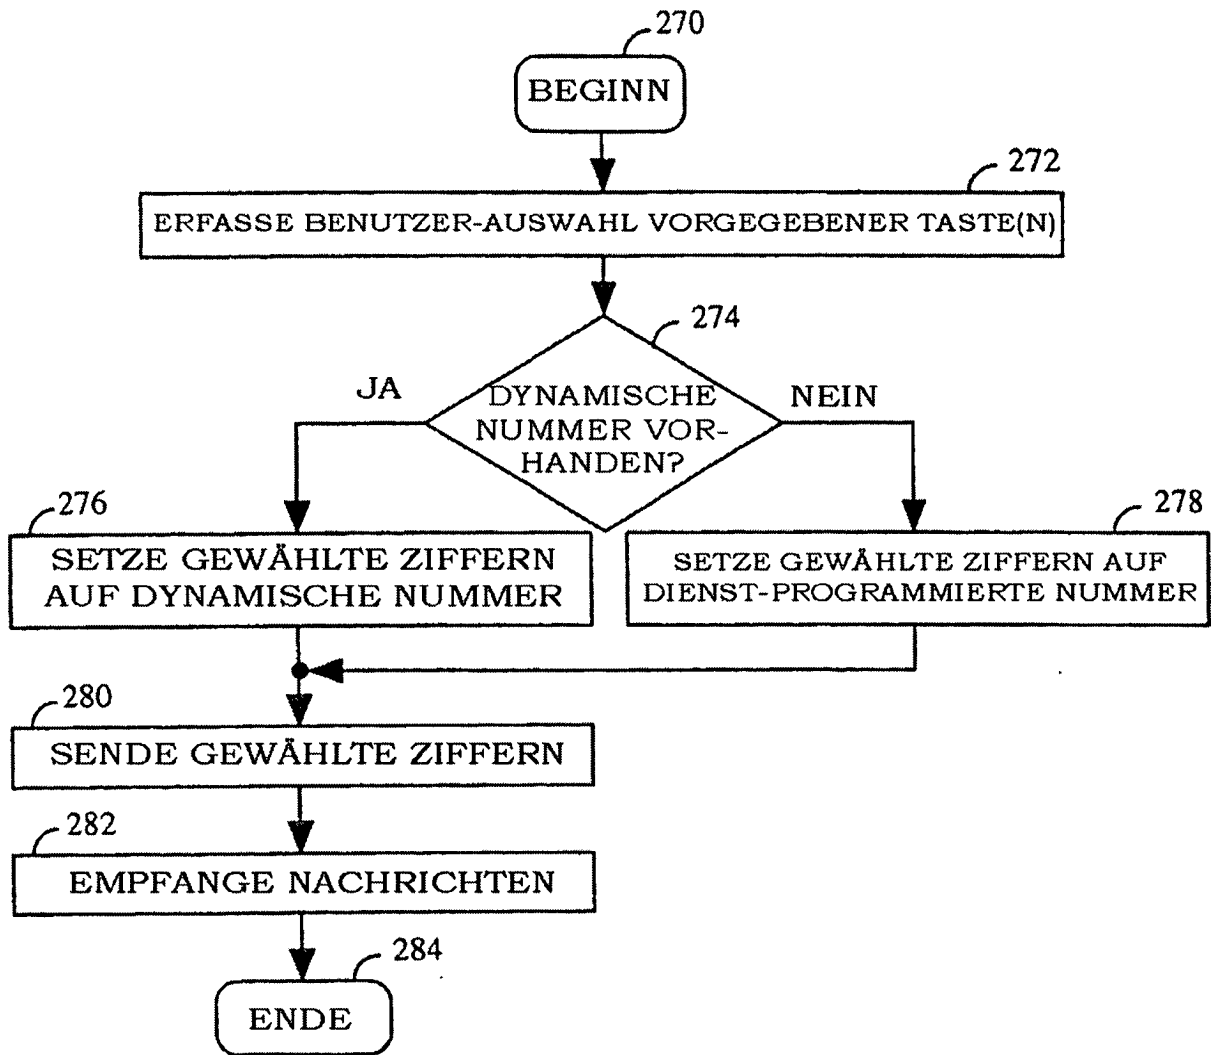 270
BEGINN
272
ERFASSE BENUTZER-AUSWAHL VORGEGEBENER TASTE(N)
274
JA
DYNAMISCHE
NUMMER VOR-
HANDEN?
NEIN
276
SETZE GEWÄHLTE ZIFFERN
AUF DYNAMISCHE NUMMER
278
SETZE GEWÄHLTE ZIFFERN AUF
DIENST-PROGRAMMIERTE NUMMER
280
SENDE GEWÄHLTE ZIFFERN
282
EMPFANGE NACHRICHTEN
284
ENDE